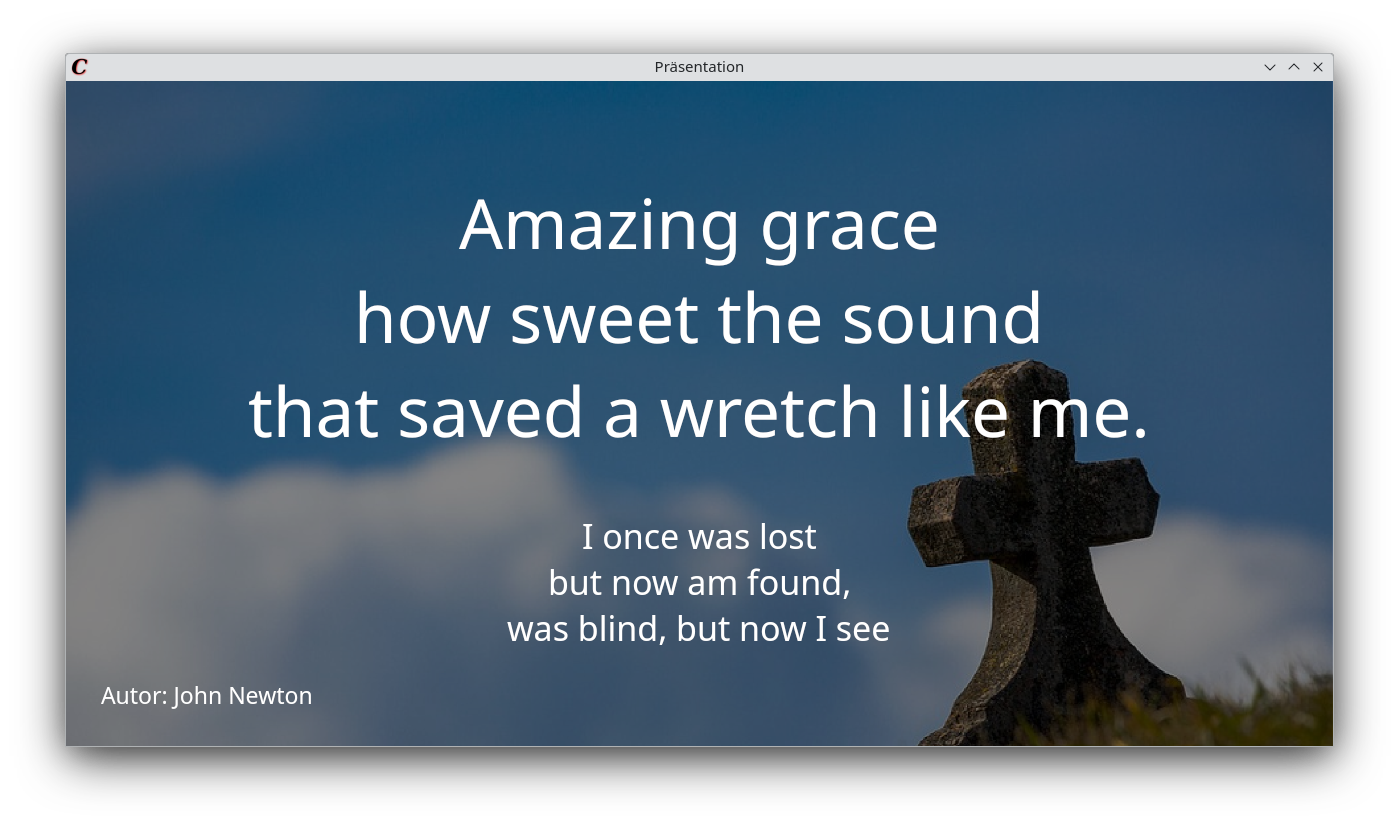 C
Präsentation
Amazing grace
how sweet the sound
that saved a wretch like me.
I once was lost
but now am found,
was blind, but now I see
Autor: John Newton